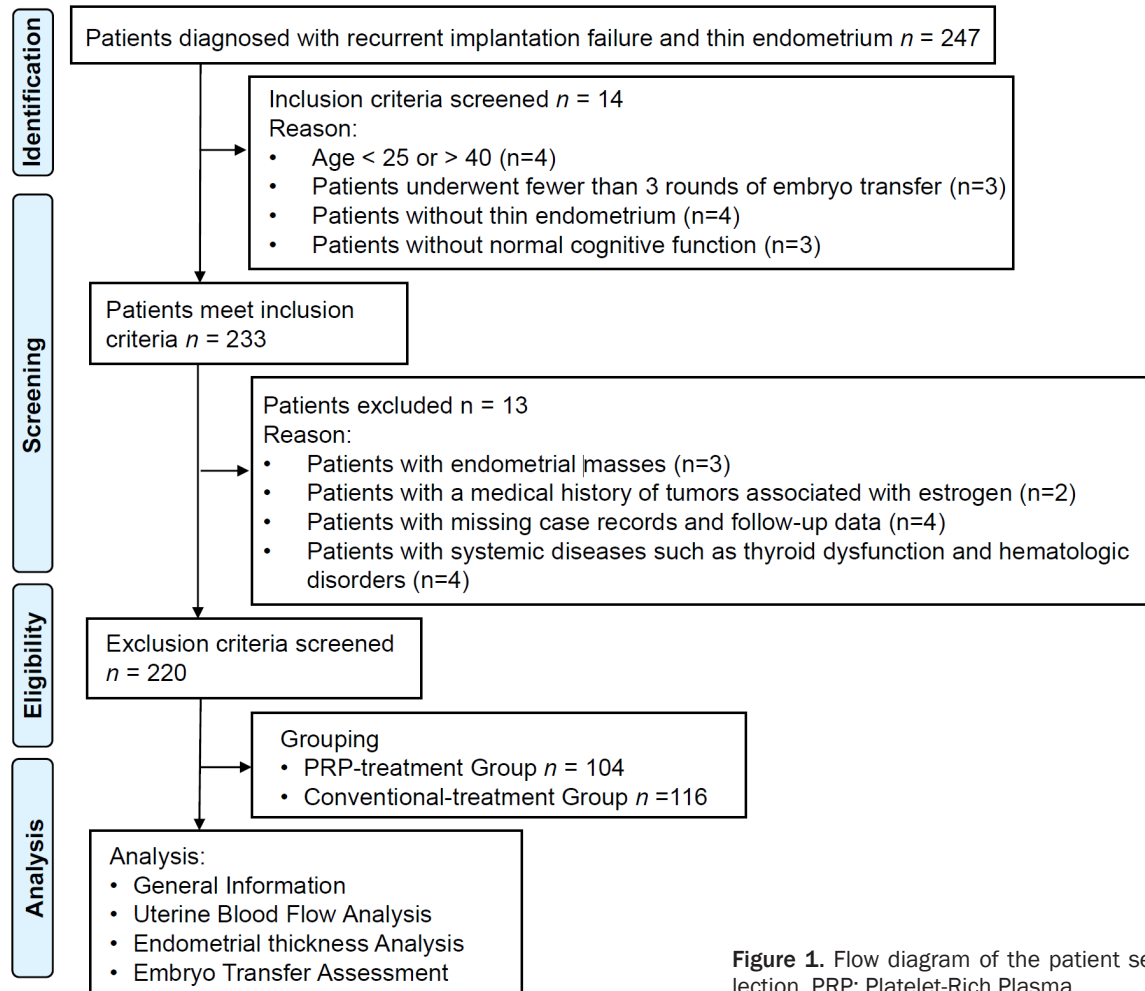 Identification
Patients diagnosed with recurrent implantation failure and thin endometrium n = 247
Inclusion criteria screened n = 14
Reason:
• Age < 25 or > 40 (n=4)
• Patients underwent fewer than 3 rounds of embryo transfer (n=3)
• Patients without thin endometrium (n=4)
• Patients without normal cognitive function (n=3)
Screening
Patients meet inclusion
criteria n = 233
Patients excluded n = 13
Reason:
• Patients with endometrial masses (n=3)
• Patients with a medical history of tumors associated with estrogen (n=2)
• Patients with missing case records and follow-up data (n=4)
• Patients with systemic diseases such as thyroid dysfunction and hematologic
disorders (n=4)
Eligibility
Exclusion criteria screened
n = 220
Grouping
• PRP-treatment Group n = 104
• Conventional-treatment Group n =116
Analysis
Analysis:
• General Information
• Uterine Blood Flow Analysis
• Endometrial thickness Analysis
• Embryo Transfer Assessment
Figure 1. Flow diagram of the patient se-
lection. PRP: Platelet-Rich Plasma.